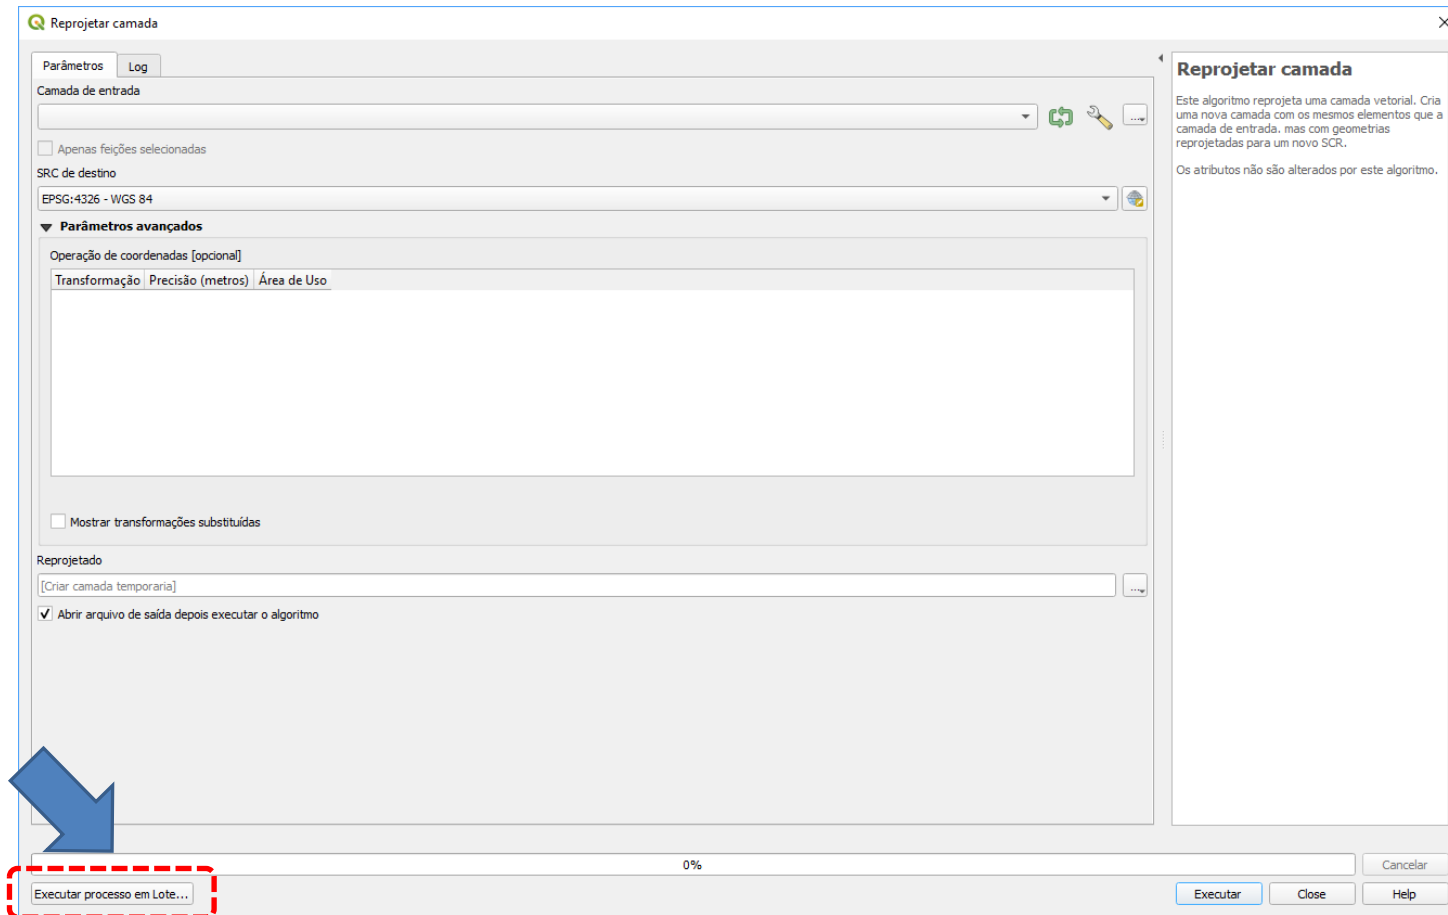 Reprojetar camada
Parâmetros
Log
Camada de entrada
Apenas feições selecionadas
SRC de destino
EPSG:4326 - WGS 84
Parâmetros avançados
Operação de coordenadas [opcional]
Transformação Precisão (metros) Área de Uso
Mostrar transformações substituídas
Reprojetado
[Criar camada temporaria]
...
Abrir arquivo de saída depois executar o algoritmo
Reprojetar camada
Este algoritmo reprojeta uma camada vetorial. Cria
uma nova camada com os mesmos elementos que a
camada de entrada. mas com geometrias
reprojetadas para um novo SCR.
Os atributos não são alterados por este algoritmo.
0%
Cancelar
Executar processo em Lote...
Executar
Close
Help